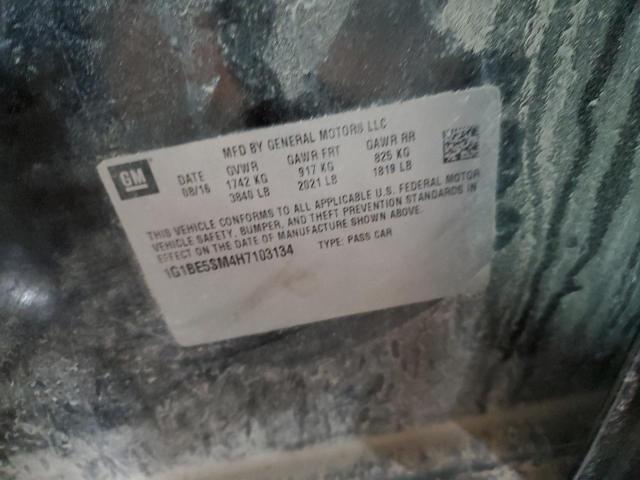 GM
MFD BY GENERAL MOTORS LLC
DATE GVWR GAWR FRT GAWR RR
08/16 1742 KG 917 KG 825 KG
3840 LB 2021 LB 1819 LB
THIS VEHICLE CONFORMS TO ALL APPLICABLE U.S. FEDERAL MOTOR
VEHICLE SAFETY, BUMPER, AND THEFT PREVENTION STANDARDS IN
EFFECT ON THE DATE OF MANUFACTURE SHOWN ABOVE.
1G1BE5SM4H7103134 TYPE: PASS CAR